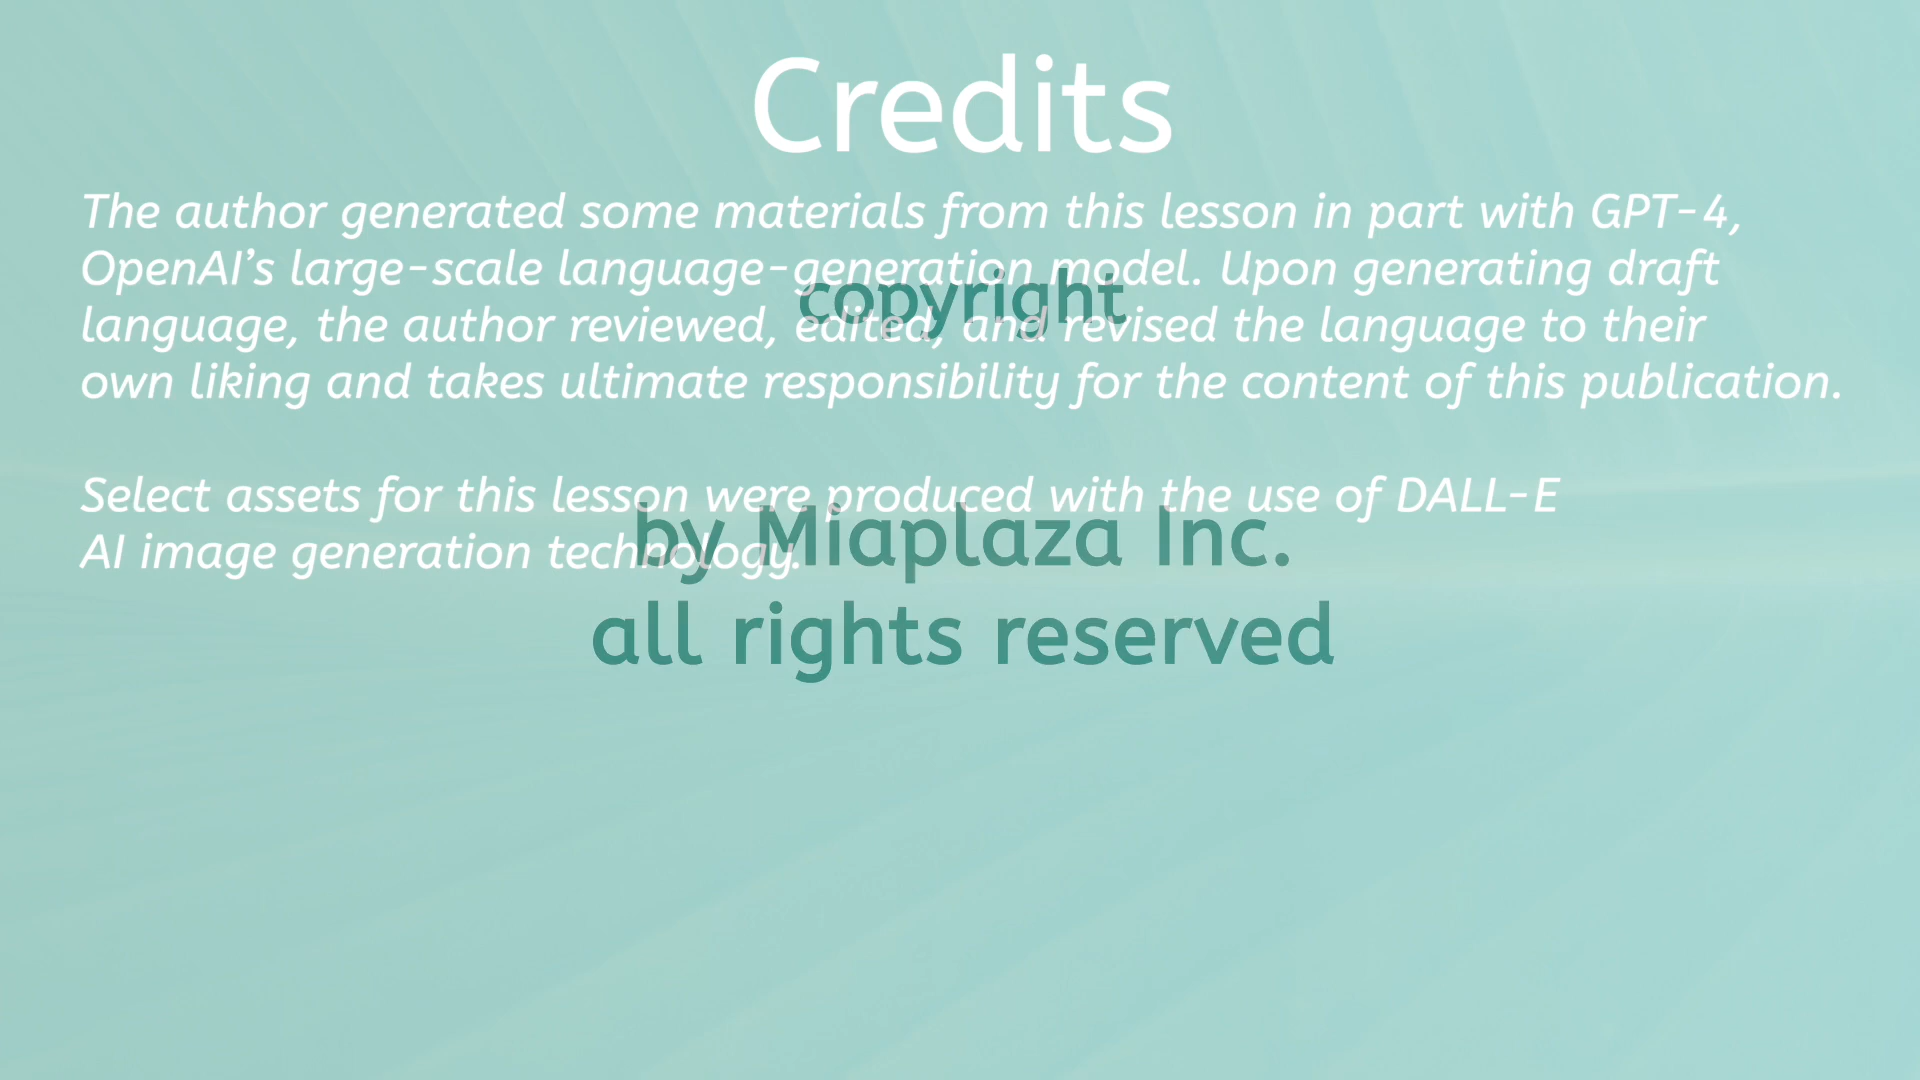 Credits
The author generated some materials from this lesson in part with GPT-4,
OpenAI’s large-scale language-generation model. Upon generating draft
language, the author reviewed, edited, and revised the language to their
own liking and takes ultimate responsibility for the content of this publication.
Select assets for this lesson were produced with the use of DALL-E
AI image generation technology.
copyright
by Miaplaza Inc.
all rights reserved